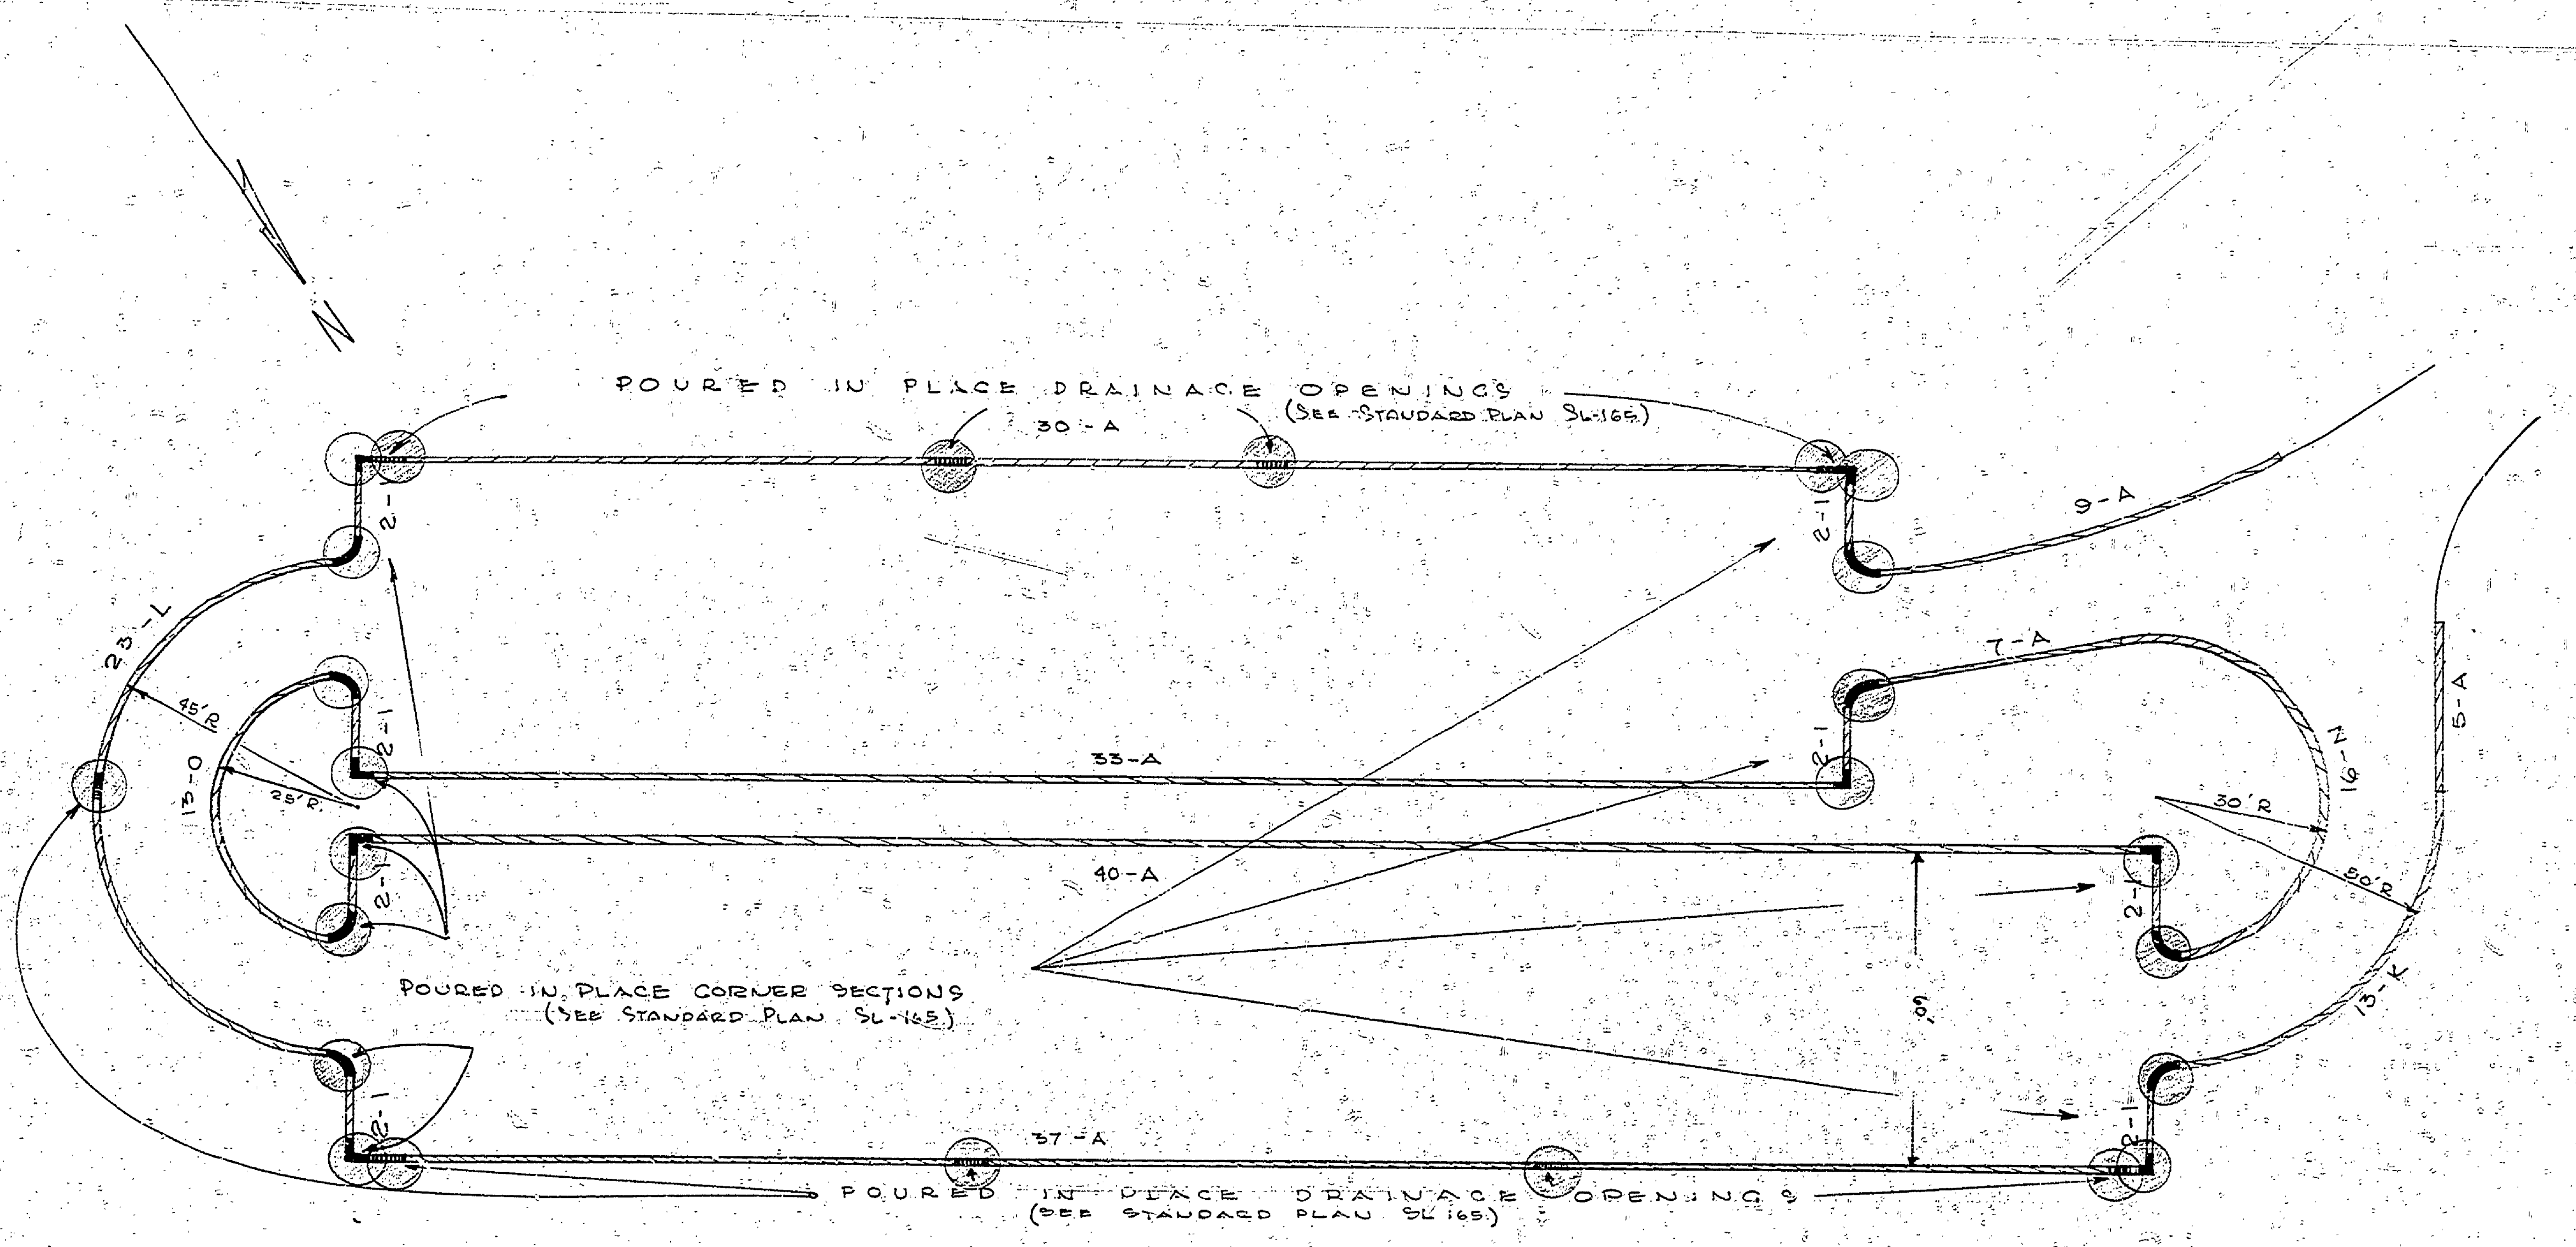 N
POURED IN PLACE DRAINAGE OPENINGS
(SEE STANDARD PLAN SL-165)
30-A
2-1
2-1
9-A
23-L
7-A
5-A
45'R
2-1
13-O
25'R.
33-A
2-1
N-16
30'R
40-A
2-1
2-1
50'R
POURED IN PLACE CORNER SECTIONS
(SEE STANDARD PLAN SL-165)
13-K
2-1
37-A
2-1
POURED IN PLACE DRAINAGE OPENINGS
(SEE STANDARD PLAN SL 165)